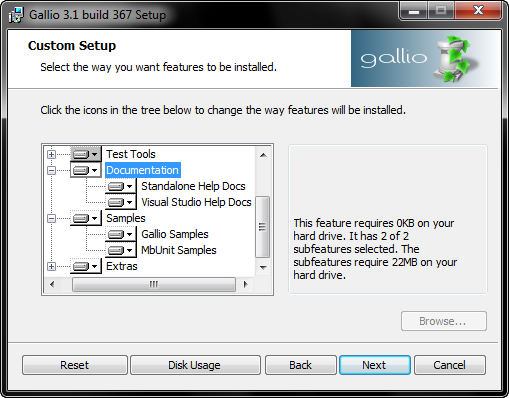 Gallio 3.1 build 367 Setup
Custom Setup
Select the way you want features to be installed.
gallio
Click the icons in the tree below to change the way features will be installed.
Test Tools
Documentation
Standalone Help Docs
Visual Studio Help Docs
Samples
Gallio Samples
MbUnit Samples
Extras
This feature requires 0KB on your
hard drive. It has 2 of 2
subfeatures selected. The
subfeatures require 22MB on your
hard drive.
Browse...
Reset
Disk Usage
Back
Next
Cancel